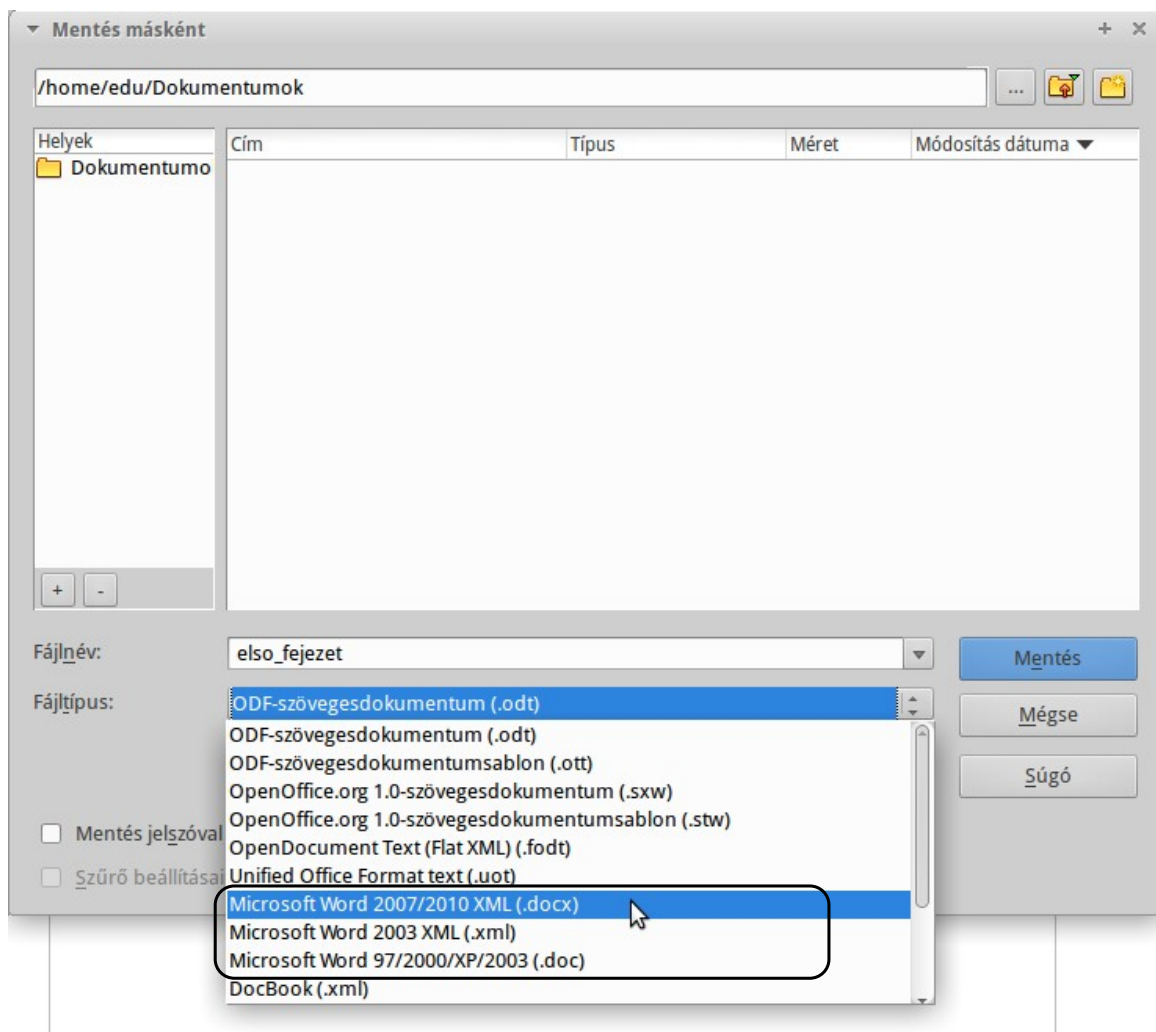 Mentés másként
/home/edu/Dokumentumok
...
Helyek
Cím Típus Méret Módosítás dátuma
Dokumentumo
+ -
Fájlnév: elso_fejezet Mentés
Fájltípus: ODF-szövegesdokumentum (.odt) Mégse
ODF-szövegesdokumentum (.odt)
ODF-szövegesdokumentumsablon (.ott)
Súgó
OpenOffice.org 1.0-szövegesdokumentum (.sxw)
OpenOffice.org 1.0-szövegesdokumentumsablon (.stw)
Mentés jelszóval
OpenDocument Text (Flat XML) (.fodt)
Szűrő beállításai
Unified Office Format text (.uot)
Microsoft Word 2007/2010 XML (.docx)
Microsoft Word 2003 XML (.xml)
Microsoft Word 97/2000/XP/2003 (.doc)
DocBook (.xml)